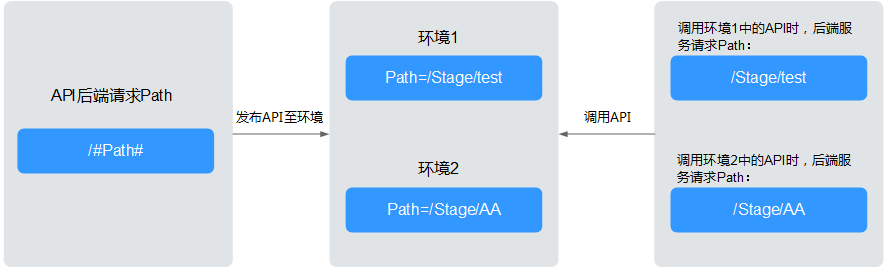 API后端请求Path
/#Path#
发布API至环境
环境1
Path=/Stage/test
环境2
Path=/Stage/AA
调用API
调用环境1中的API时，后端服
务请求Path：
/Stage/test
调用环境2中的API时，后端服
务请求Path：
/Stage/AA